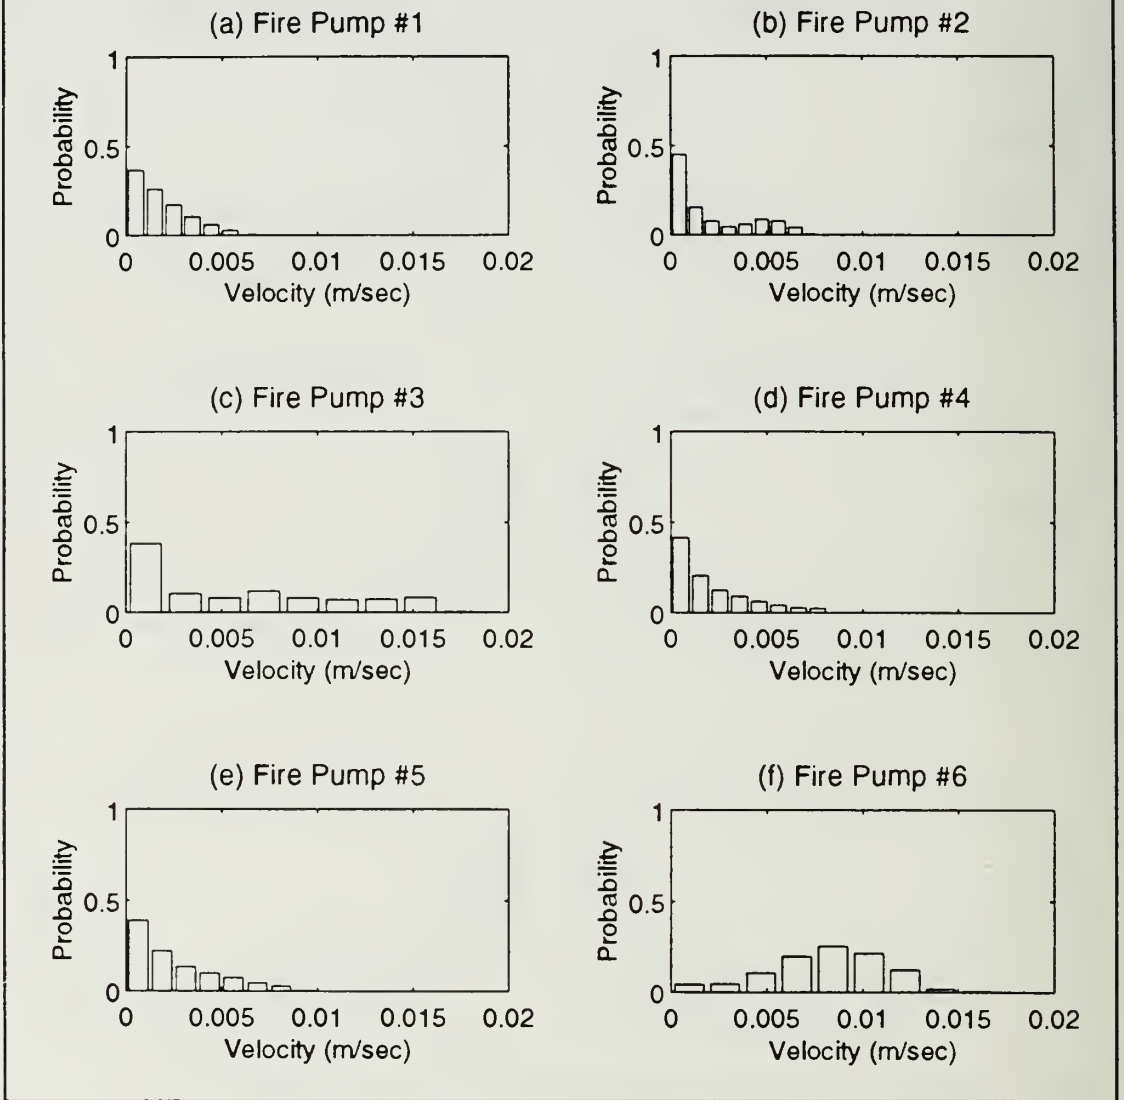 (a) Fire Pump #1
1
0.5
0
Probability
0 0.005 0.01 0.015 0.02
Velocity (m/sec)
(b) Fire Pump #2
1
0.5
0
Probability
0 0.005 0.01 0.015 0.02
Velocity (m/sec)
(c) Fire Pump #3
1
0.5
0
Probability
0 0.005 0.01 0.015 0.02
Velocity (m/sec)
(d) Fire Pump #4
1
0.5
0
Probability
0 0.005 0.01 0.015 0.02
Velocity (m/sec)
(e) Fire Pump #5
1
0.5
0
Probability
0 0.005 0.01 0.015 0.02
Velocity (m/sec)
(f) Fire Pump #6
1
0.5
0
Probability
0 0.005 0.01 0.015 0.02
Velocity (m/sec)